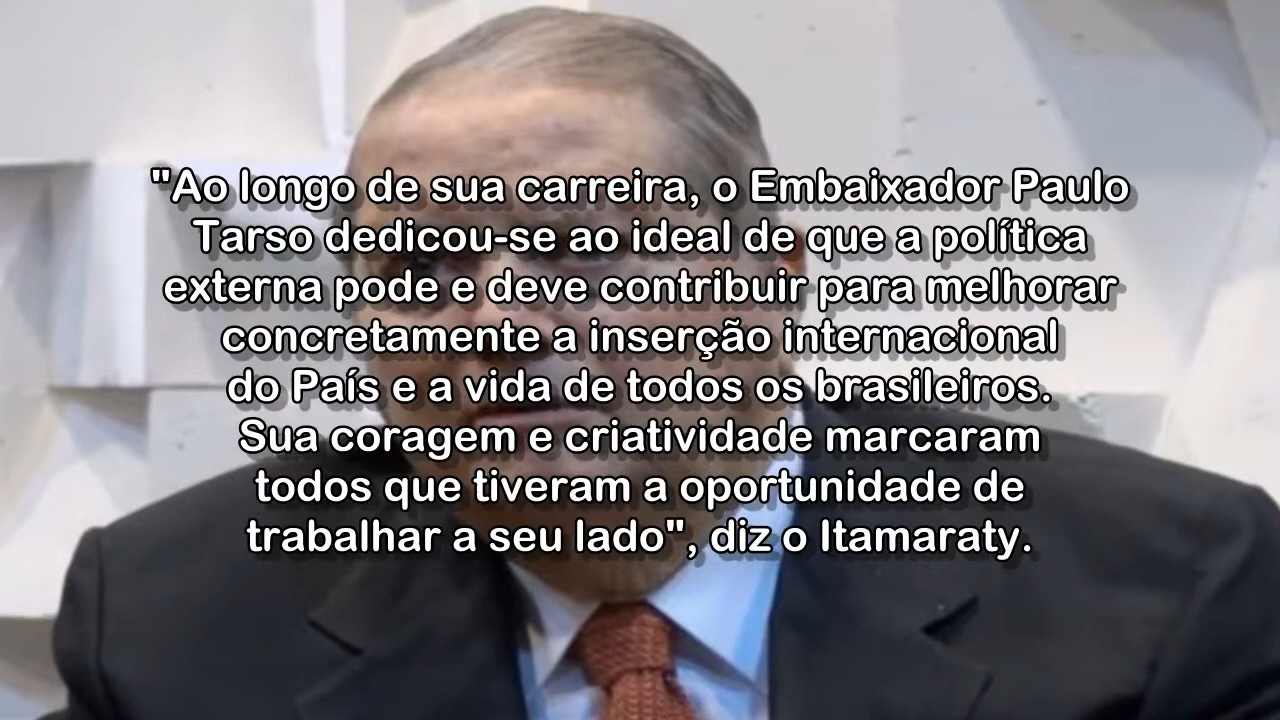 "Ao longo de sua carreira, o Embaixador Paulo
Tarso dedicou-se ao ideal de que a política
externa pode e deve contribuir para melhorar
concretamente a inserção internacional
do País e a vida de todos os brasileiros.
Sua coragem e criatividade marcaram
todos que tiveram a oportunidade de
trabalhar a seu lado", diz o Itamaraty.